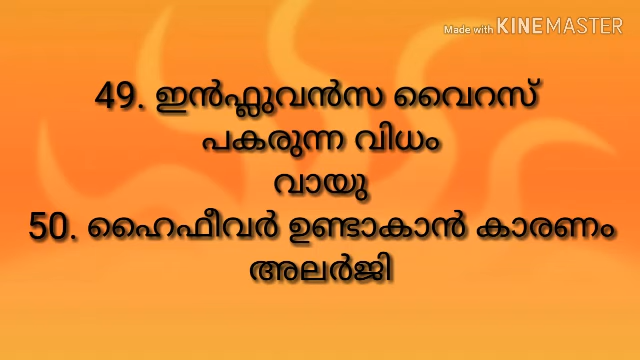 Made with KINEMASTER
49. ഇൻഫ്ലുവൻസ വൈറസ്
പകരുന്ന വിധം
വായു
50. ഹൈഫീവർ ഉണ്ടാകാൻ കാരണം
അലർജി